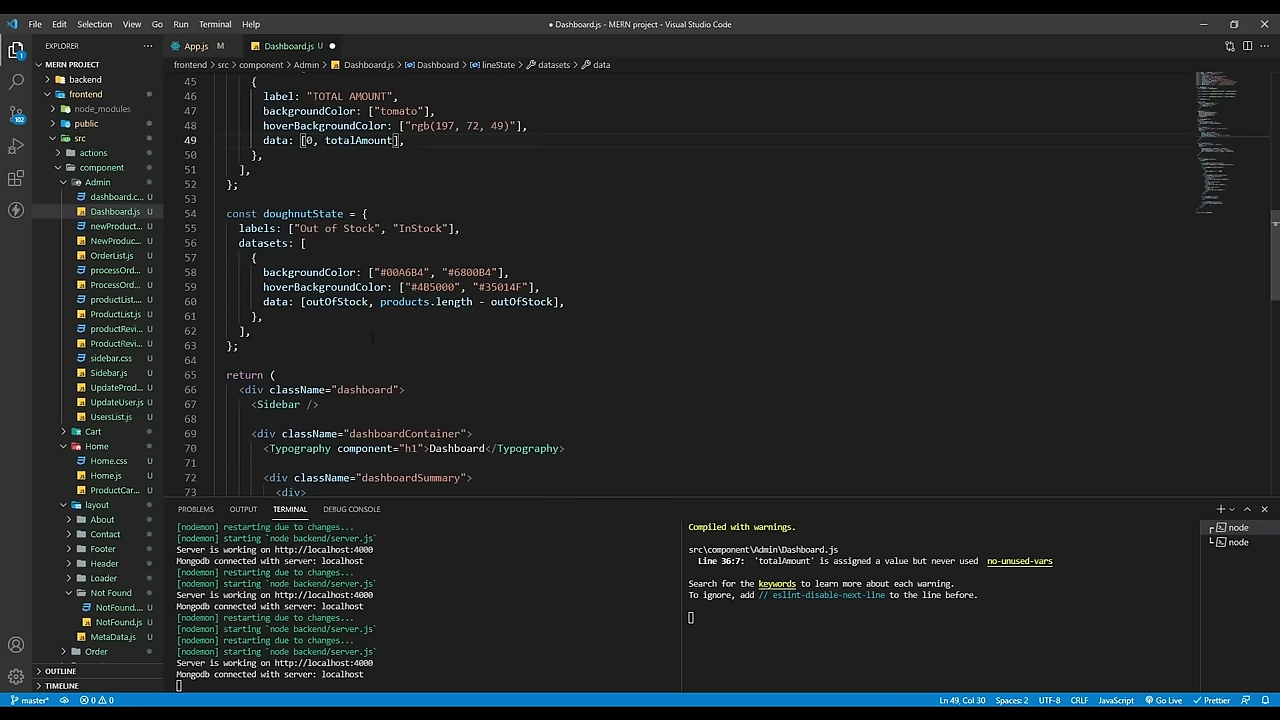 File Edit Selection View Go Run Terminal Help
● Dashboard.js - MERN project - Visual Studio Code
EXPLORER
MERN PROJECT
backend
frontend
node_modules
public
src
actions
component
Admin
dashboard.c... U
Dashboard.js U
newProduct... U
NewProduc... U
OrderList.js U
processOrd... U
ProcessOrd... U
productList.... U
ProductList.js U
productRevi... U
ProductRevi... U
sidebar.css U
Sidebar.js U
UpdateProd... U
UpdateUser.js U
UsersList.js U
Cart
Home
Home.css U
Home.js U
ProductCar... U
layout
About
Contact
Footer
Header
Loader
Not Found
NotFound.... U
NotFound.js U
MetaData.js U
Order
OUTLINE
TIMELINE
App.js M
Dashboard.js U
frontend > src > component > Admin > Dashboard.js > Dashboard > lineState > datasets > data
45 {
46 label: "TOTAL AMOUNT",
47 backgroundColor: ["tomato"],
48 hoverBackgroundColor: ["rgb(197, 72, 49)"],
49 data: [0, totalAmount],
50 },
51 ],
52 };
53
54 const doughnutState = {
55 labels: ["Out of Stock", "InStock"],
56 datasets: [
57 {
58 backgroundColor: ["#00A6B4", "#6800B4"],
59 hoverBackgroundColor: ["#4B5000", "#35014F"],
60 data: [outOfStock, products.length - outOfStock],
61 },
62 ],
63 };
64
65 return (
66 <div className="dashboard">
67 <Sidebar />
68
69 <div className="dashboardContainer">
70 <Typography component="h1">Dashboard</Typography>
71
72 <div className="dashboardSummary">
73 <div>
PROBLEMS OUTPUT TERMINAL DEBUG CONSOLE
[nodemon] restarting due to changes...
[nodemon] starting `node backend/server.js`
Server is working on http://localhost:4000
Mongodb connected with server: localhost
[nodemon] restarting due to changes...
[nodemon] starting `node backend/server.js`
Server is working on http://localhost:4000
Mongodb connected with server: localhost
[nodemon] restarting due to changes...
[nodemon] starting `node backend/server.js`
[nodemon] restarting due to changes...
[nodemon] starting `node backend/server.js`
Server is working on http://localhost:4000
Mongodb connected with server: localhost
Compiled with warnings.
src\component\Admin\Dashboard.js
Line 36:7: 'totalAmount' is assigned a value but never used no-unused-vars
Search for the keywords to learn more about each warning.
To ignore, add // eslint-disable-next-line to the line before.
node
node
1
102
master* 0 0
Ln 49, Col 30 Spaces: 2 UTF-8 CRLF JavaScript Go Live Prettier